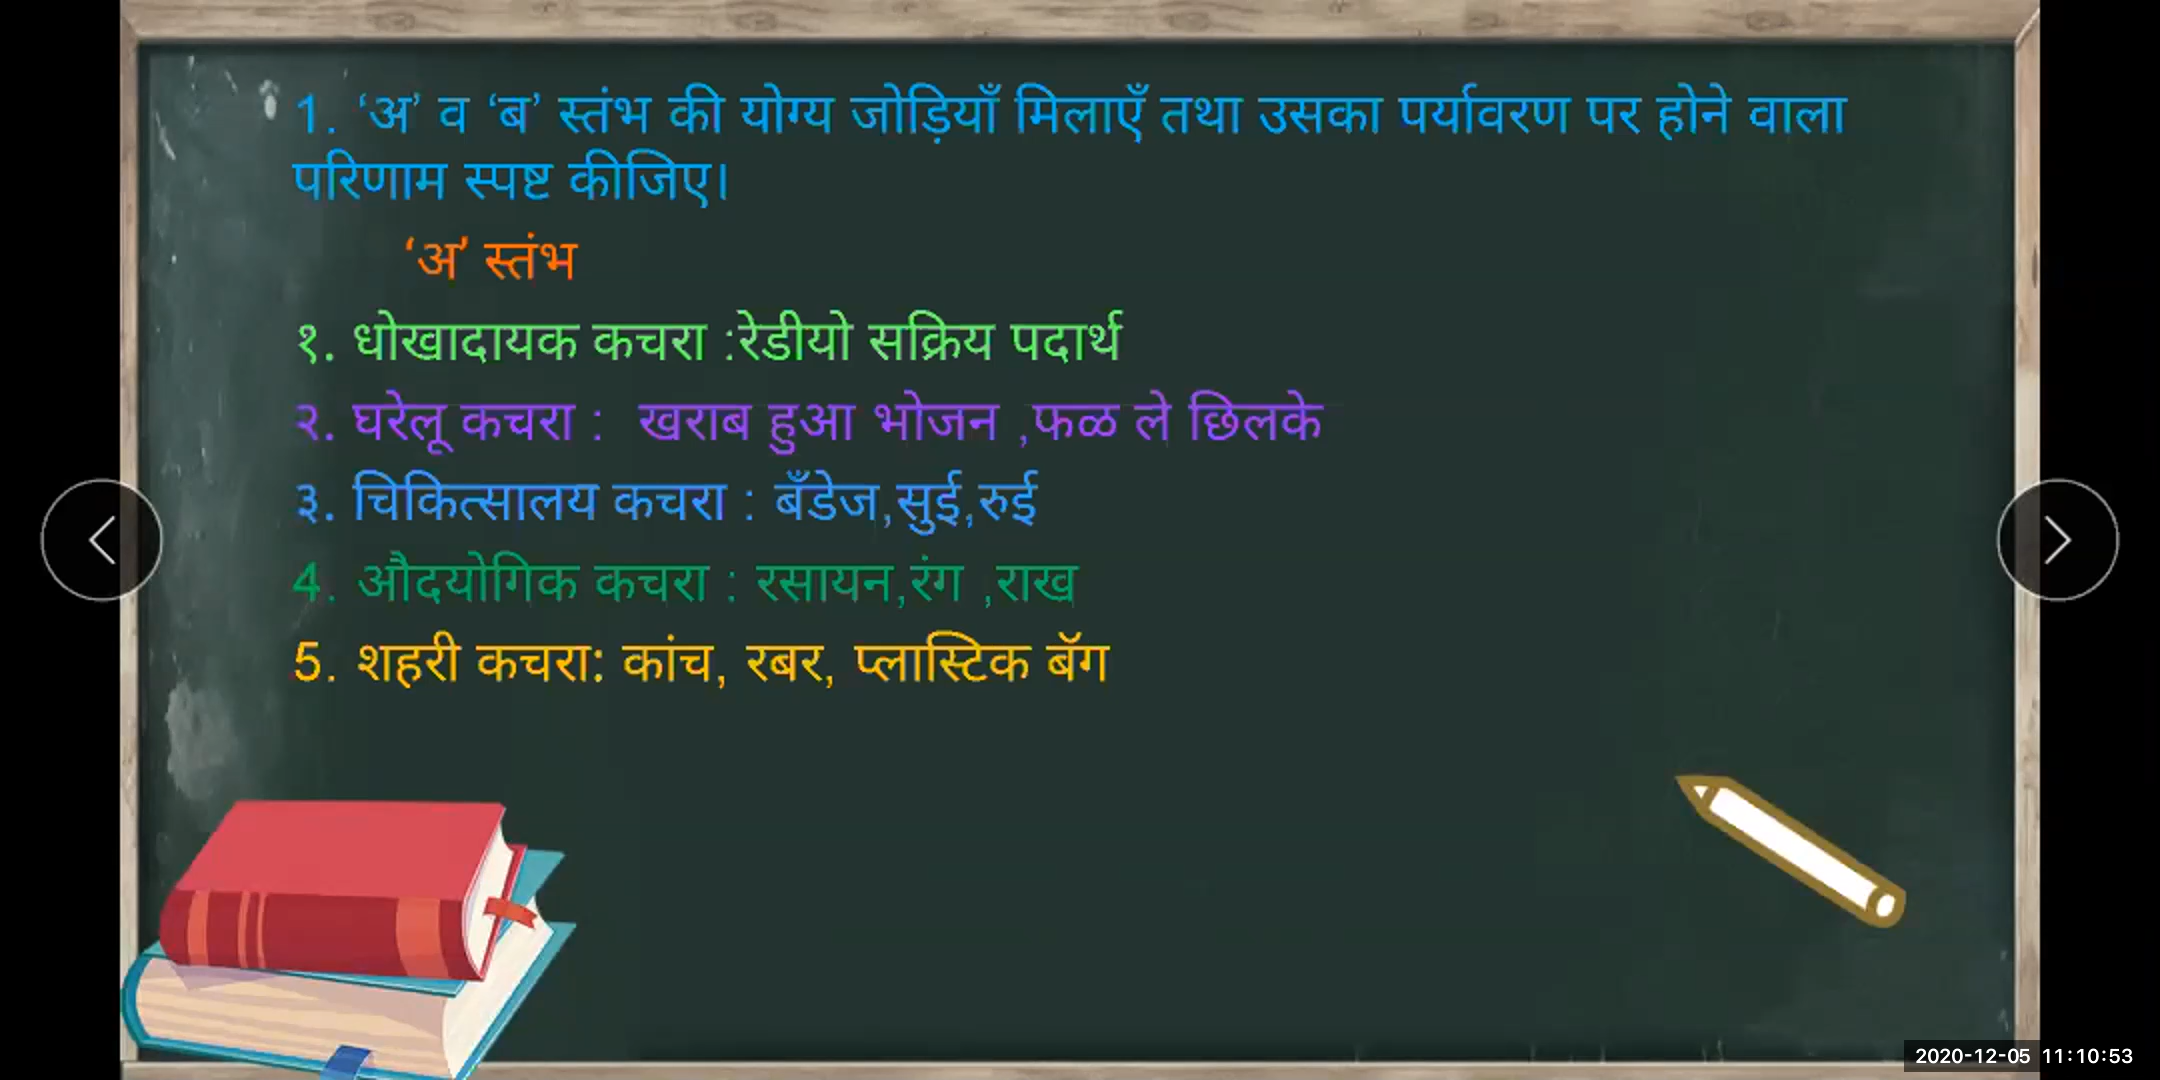 1. ‘अ’ व ‘ब’ स्तंभ की योग्य जोड़ियाँ मिलाएँ तथा उसका पर्यावरण पर होने वाला
परिणाम स्पष्ट कीजिए।
‘अ’ स्तंभ
१. धोखादायक कचरा :रेडीयो सक्रिय पदार्थ
२. घरेलू कचरा : खराब हुआ भोजन ,फळ ले छिलके
३. चिकित्सालय कचरा : बँडेज,सुई,रुई
4. औदयोगिक कचरा : रसायन,रंग ,राख
5. शहरी कचरा: कांच, रबर, प्लास्टिक बॅग
2020-12-05 11:10:53